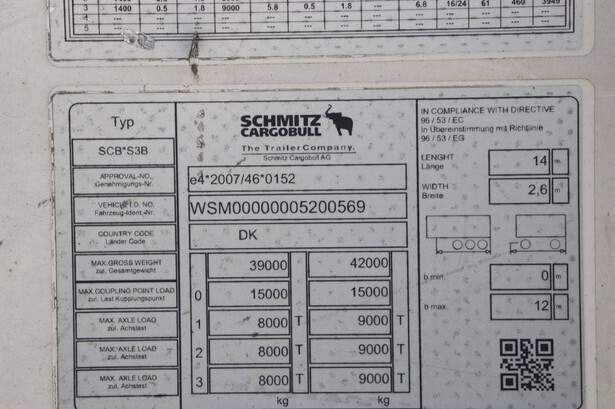 3 1400 0.5 1.8 9000 5.8 0.5 1.8 --- 6.8 16/24 61 460 3949
4 --- --- --- --- --- --- --- --- --- --- --- --- ---
5 --- --- --- --- --- --- --- --- --- --- --- --- ---
Typ
SCB*S3B
SCHMITZ
CARGOBULL
The TrailerCompany.
Schmitz Cargobull AG
IN COMPLIANCE WITH DIRECTIVE
96 / 53 / EC
In Übereinstimmung mit Richtlinie
96 / 53 / EG
APPROVAL-NO.
Genehmigungs-Nr.
e4*2007/46*0152
VEHICLE I.D. NO.
Fahrzeug-Ident.-Nr.
WSM00000005200569
COUNTRY CODE
Länder Code
DK
LENGHT
Länge
14 m
WIDTH
Breite
2,6 m
MAX.GROSS WEIGHT
zul. Gesamtgewicht
39000 42000
MAX.COUPLING POINT LOAD
zul. Last Kupplungspunkt
0 15000 15000
MAX. AXLE LOAD
zul. Achslast
1 8000 T 9000 T
MAX. AXLE LOAD
zul. Achslast
2 8000 T 9000 T
MAX. AXLE LOAD
zul. Achslast
3 8000 T 9000 T
kg kg
b min. 0 m
b max. 12 m